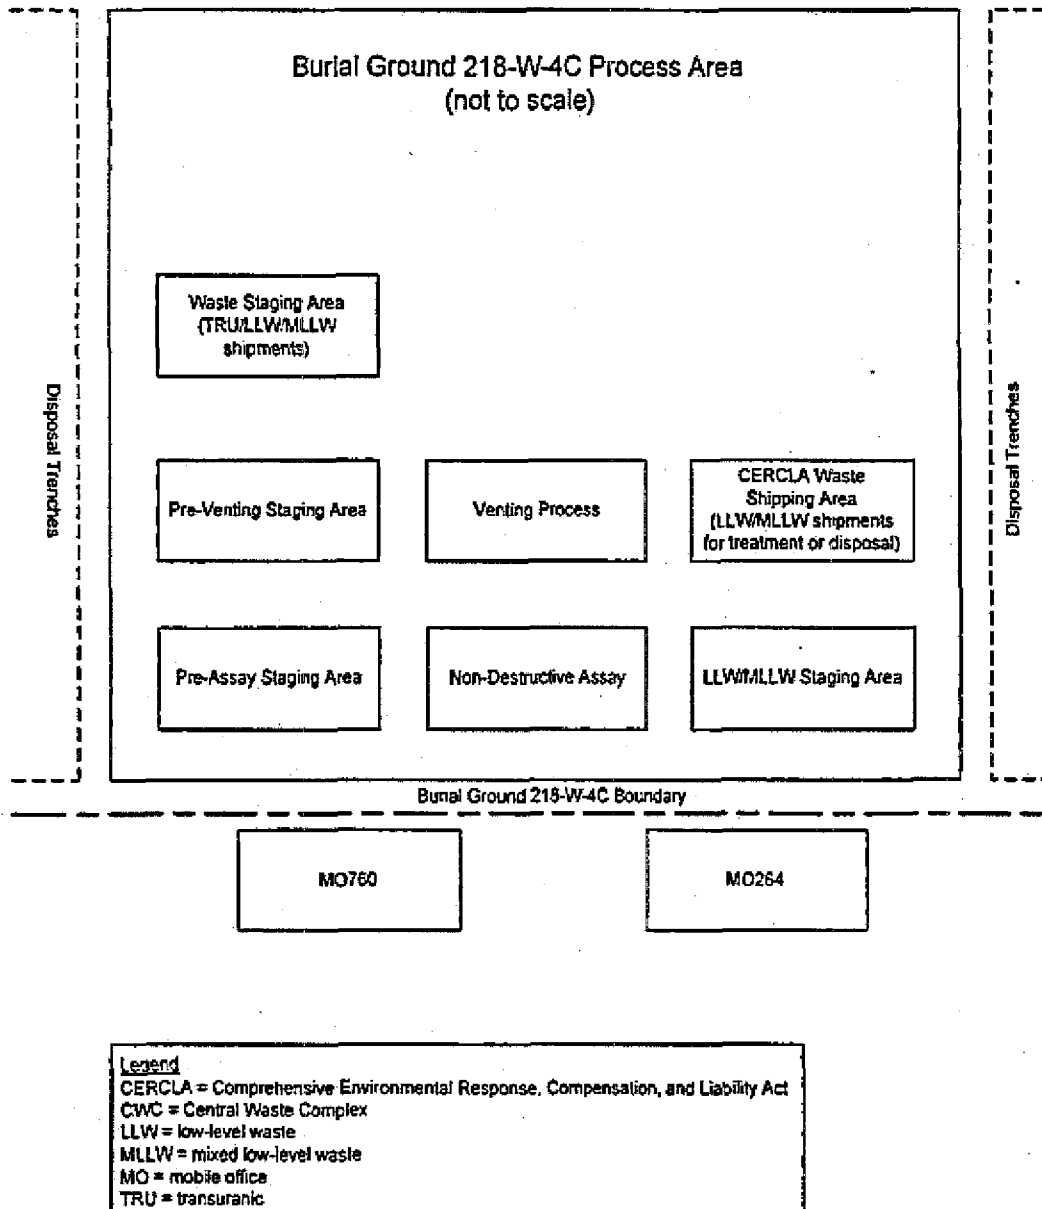 Burial Ground 218-W-4C Process Area
(not to scale)
Waste Staging Area
(TRU/LLW/MLLW
shipments)
Disposal Trenches
Disposal Trenches
Pre-Venting Staging Area
Venting Process
CERCLA Waste
Shipping Area
(LLW/MLLW shipments
for treatment or disposal)
Pre-Assay Staging Area
Non-Destructive Assay
LLW/MLLW Staging Area
Burial Ground 218-W-4C Boundary
MO760
MO264
Legend
CERCLA = Comprehensive Environmental Response, Compensation, and Liability Act
CWC = Central Waste Complex
LLW = low-level waste
MLLW = mixed low-level waste
MO = mobile office
TRU = transuranic